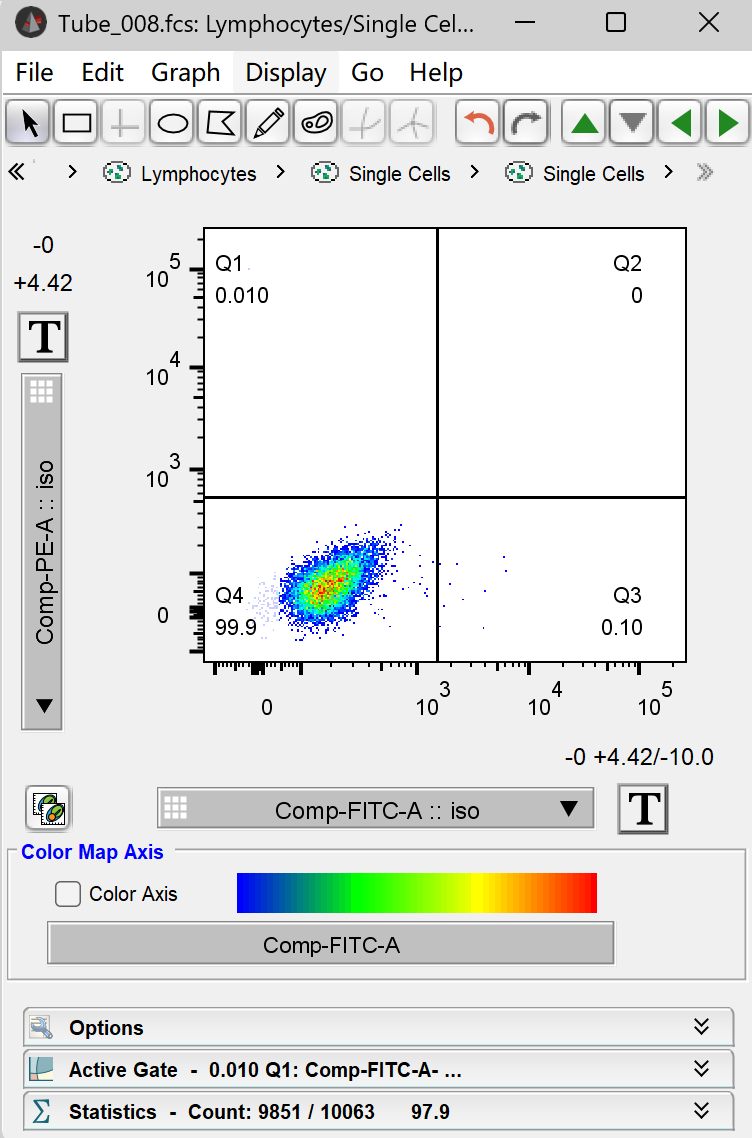 Tube_008.fcs: Lymphocytes/Single Cel...
File Edit Graph Display Go Help
T
« > Lymphocytes > Single Cells > Single Cells > »
-0
+4.42
T
Comp-PE-A :: iso
10^5
10^4
10^3
0
Q1
0.010
Q2
0
Q4
99.9
Q3
0.10
0 10^3 10^4 10^5
-0 +4.42/-10.0
Comp-FITC-A :: iso
T
Color Map Axis
Color Axis
Comp-FITC-A
Options
Active Gate - 0.010 Q1: Comp-FITC-A- ...
Σ Statistics - Count: 9851 / 10063 97.9